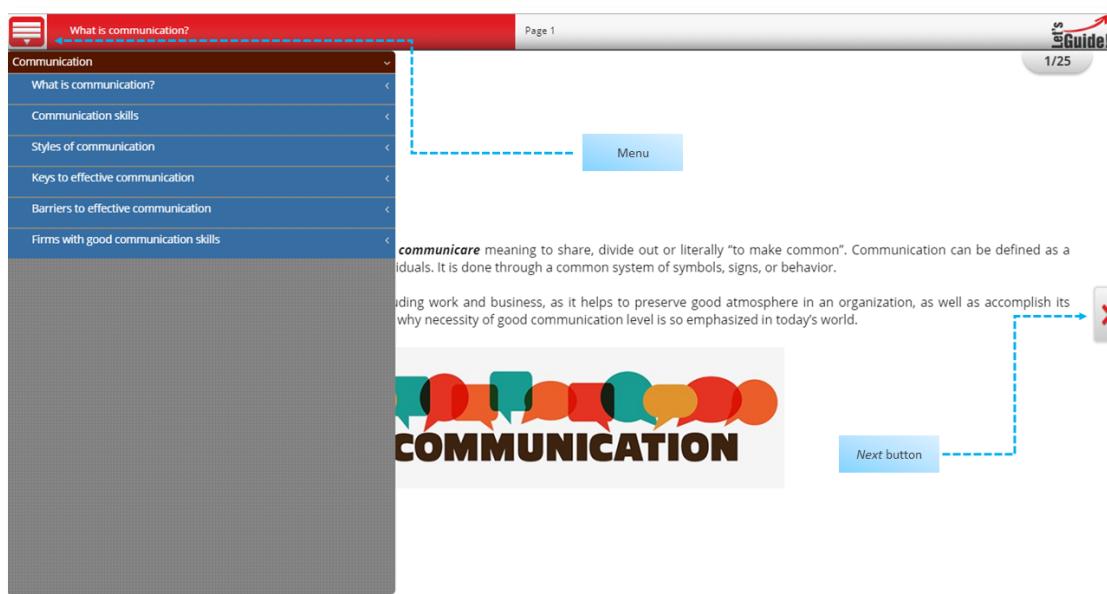 What is communication?
Page 1
Let's
Guide!
1/25
Communication
What is communication?
Communication skills
Styles of communication
Keys to effective communication
Barriers to effective communication
Firms with good communication skills
Menu
communicare meaning to share, divide out or literally “to make common”. Communication can be defined as a
iduals. It is done through a common system of symbols, signs, or behavior.
uding work and business, as it helps to preserve good atmosphere in an organization, as well as accomplish its
why necessity of good communication level is so emphasized in today’s world.
COMMUNICATION
Next button